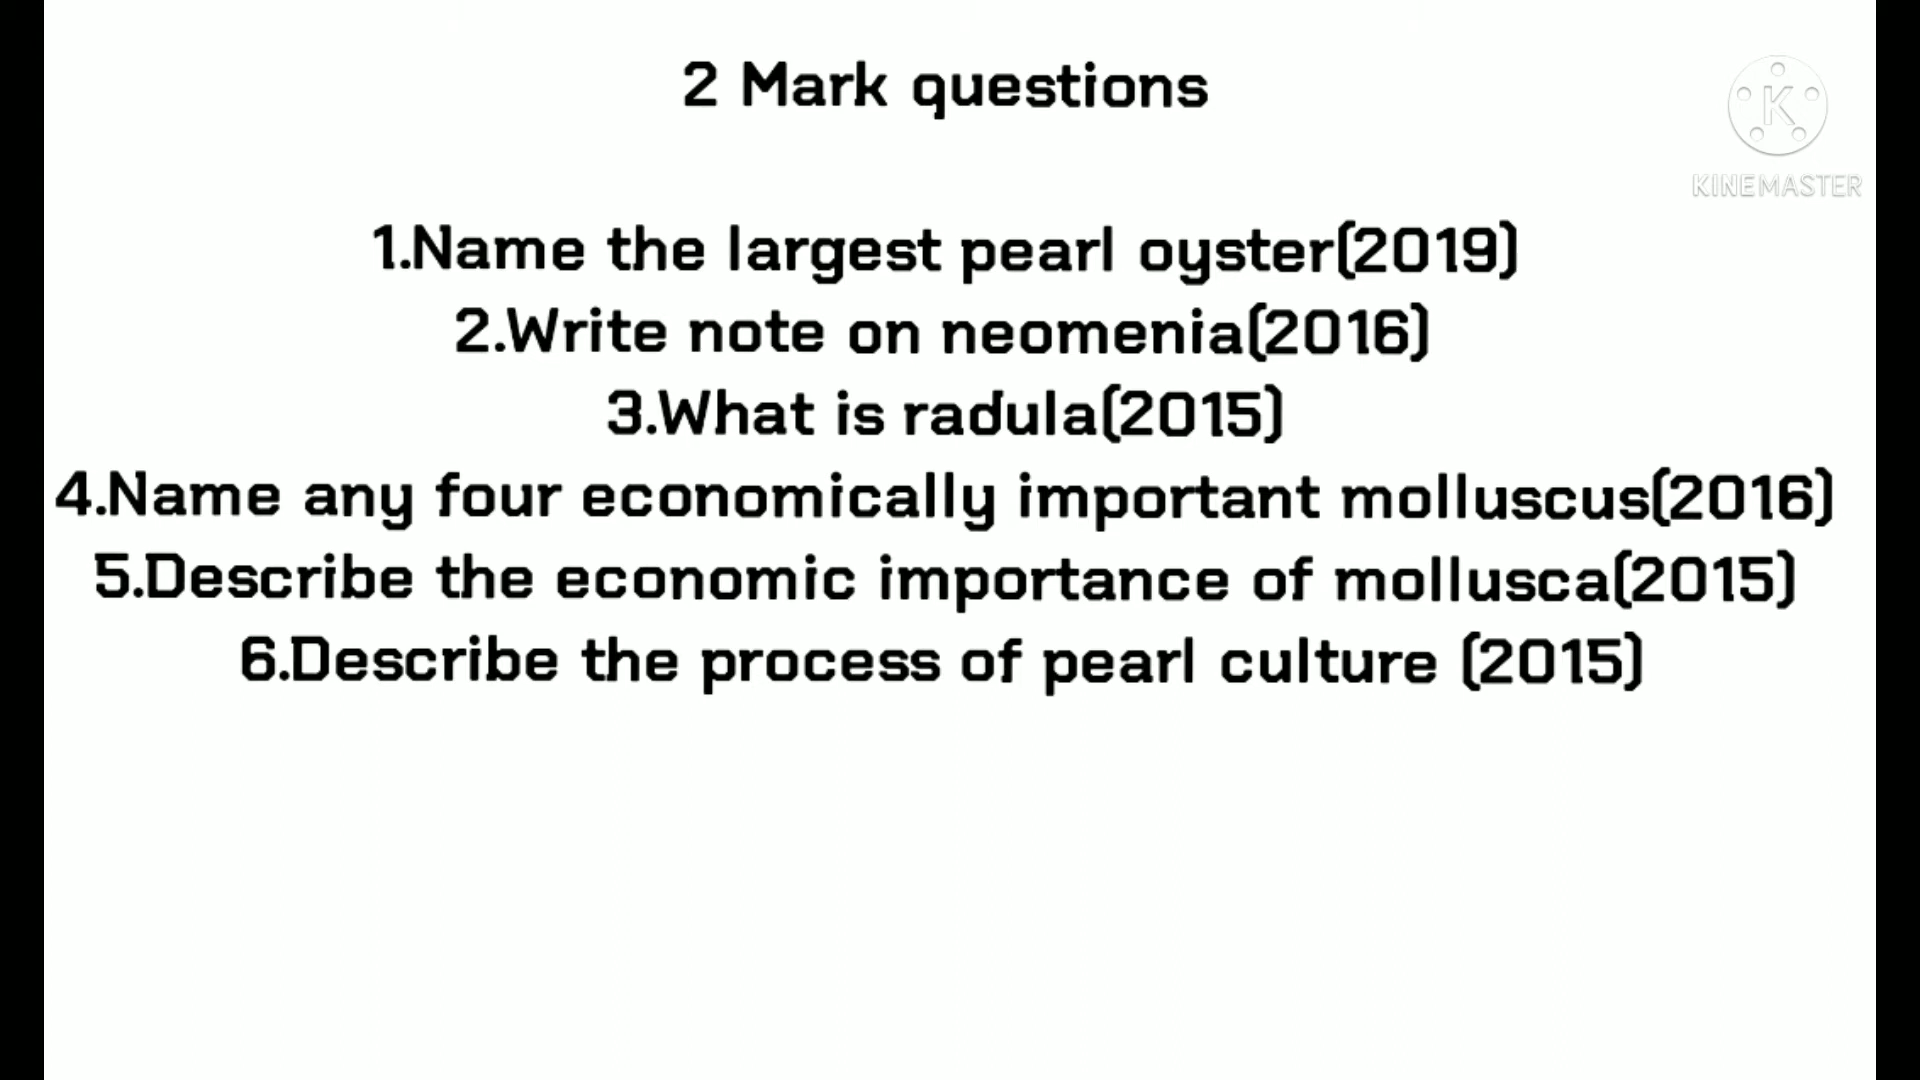 2 Mark questions
K
KINEMASTER
1.Name the largest pearl oyster(2019)
2.Write note on neomenia(2016)
3.What is radula(2015)
4.Name any four economically important molluscus(2016)
5.Describe the economic importance of mollusca(2015)
6.Describe the process of pearl culture (2015)